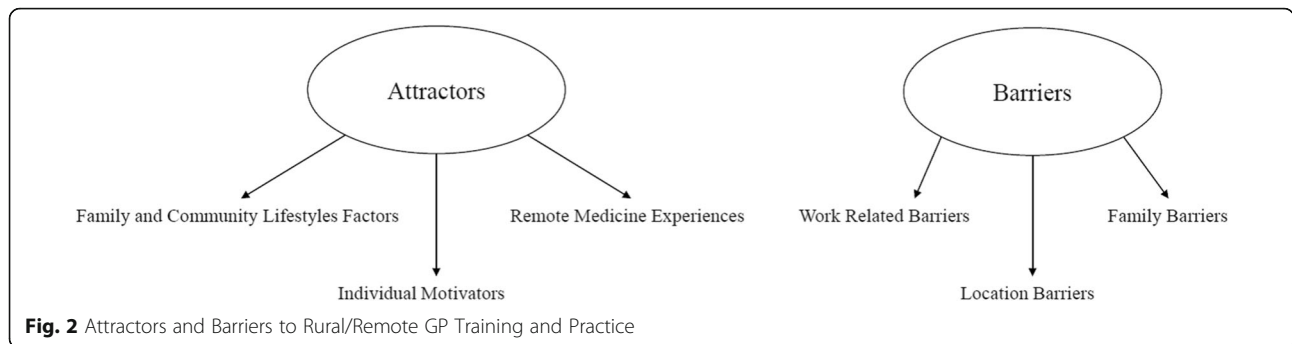 Attractors
Barriers
Family and Community Lifestyles Factors
Remote Medicine Experiences
Work Related Barriers
Family Barriers
Individual Motivators
Location Barriers
Fig. 2 Attractors and Barriers to Rural/Remote GP Training and Practice